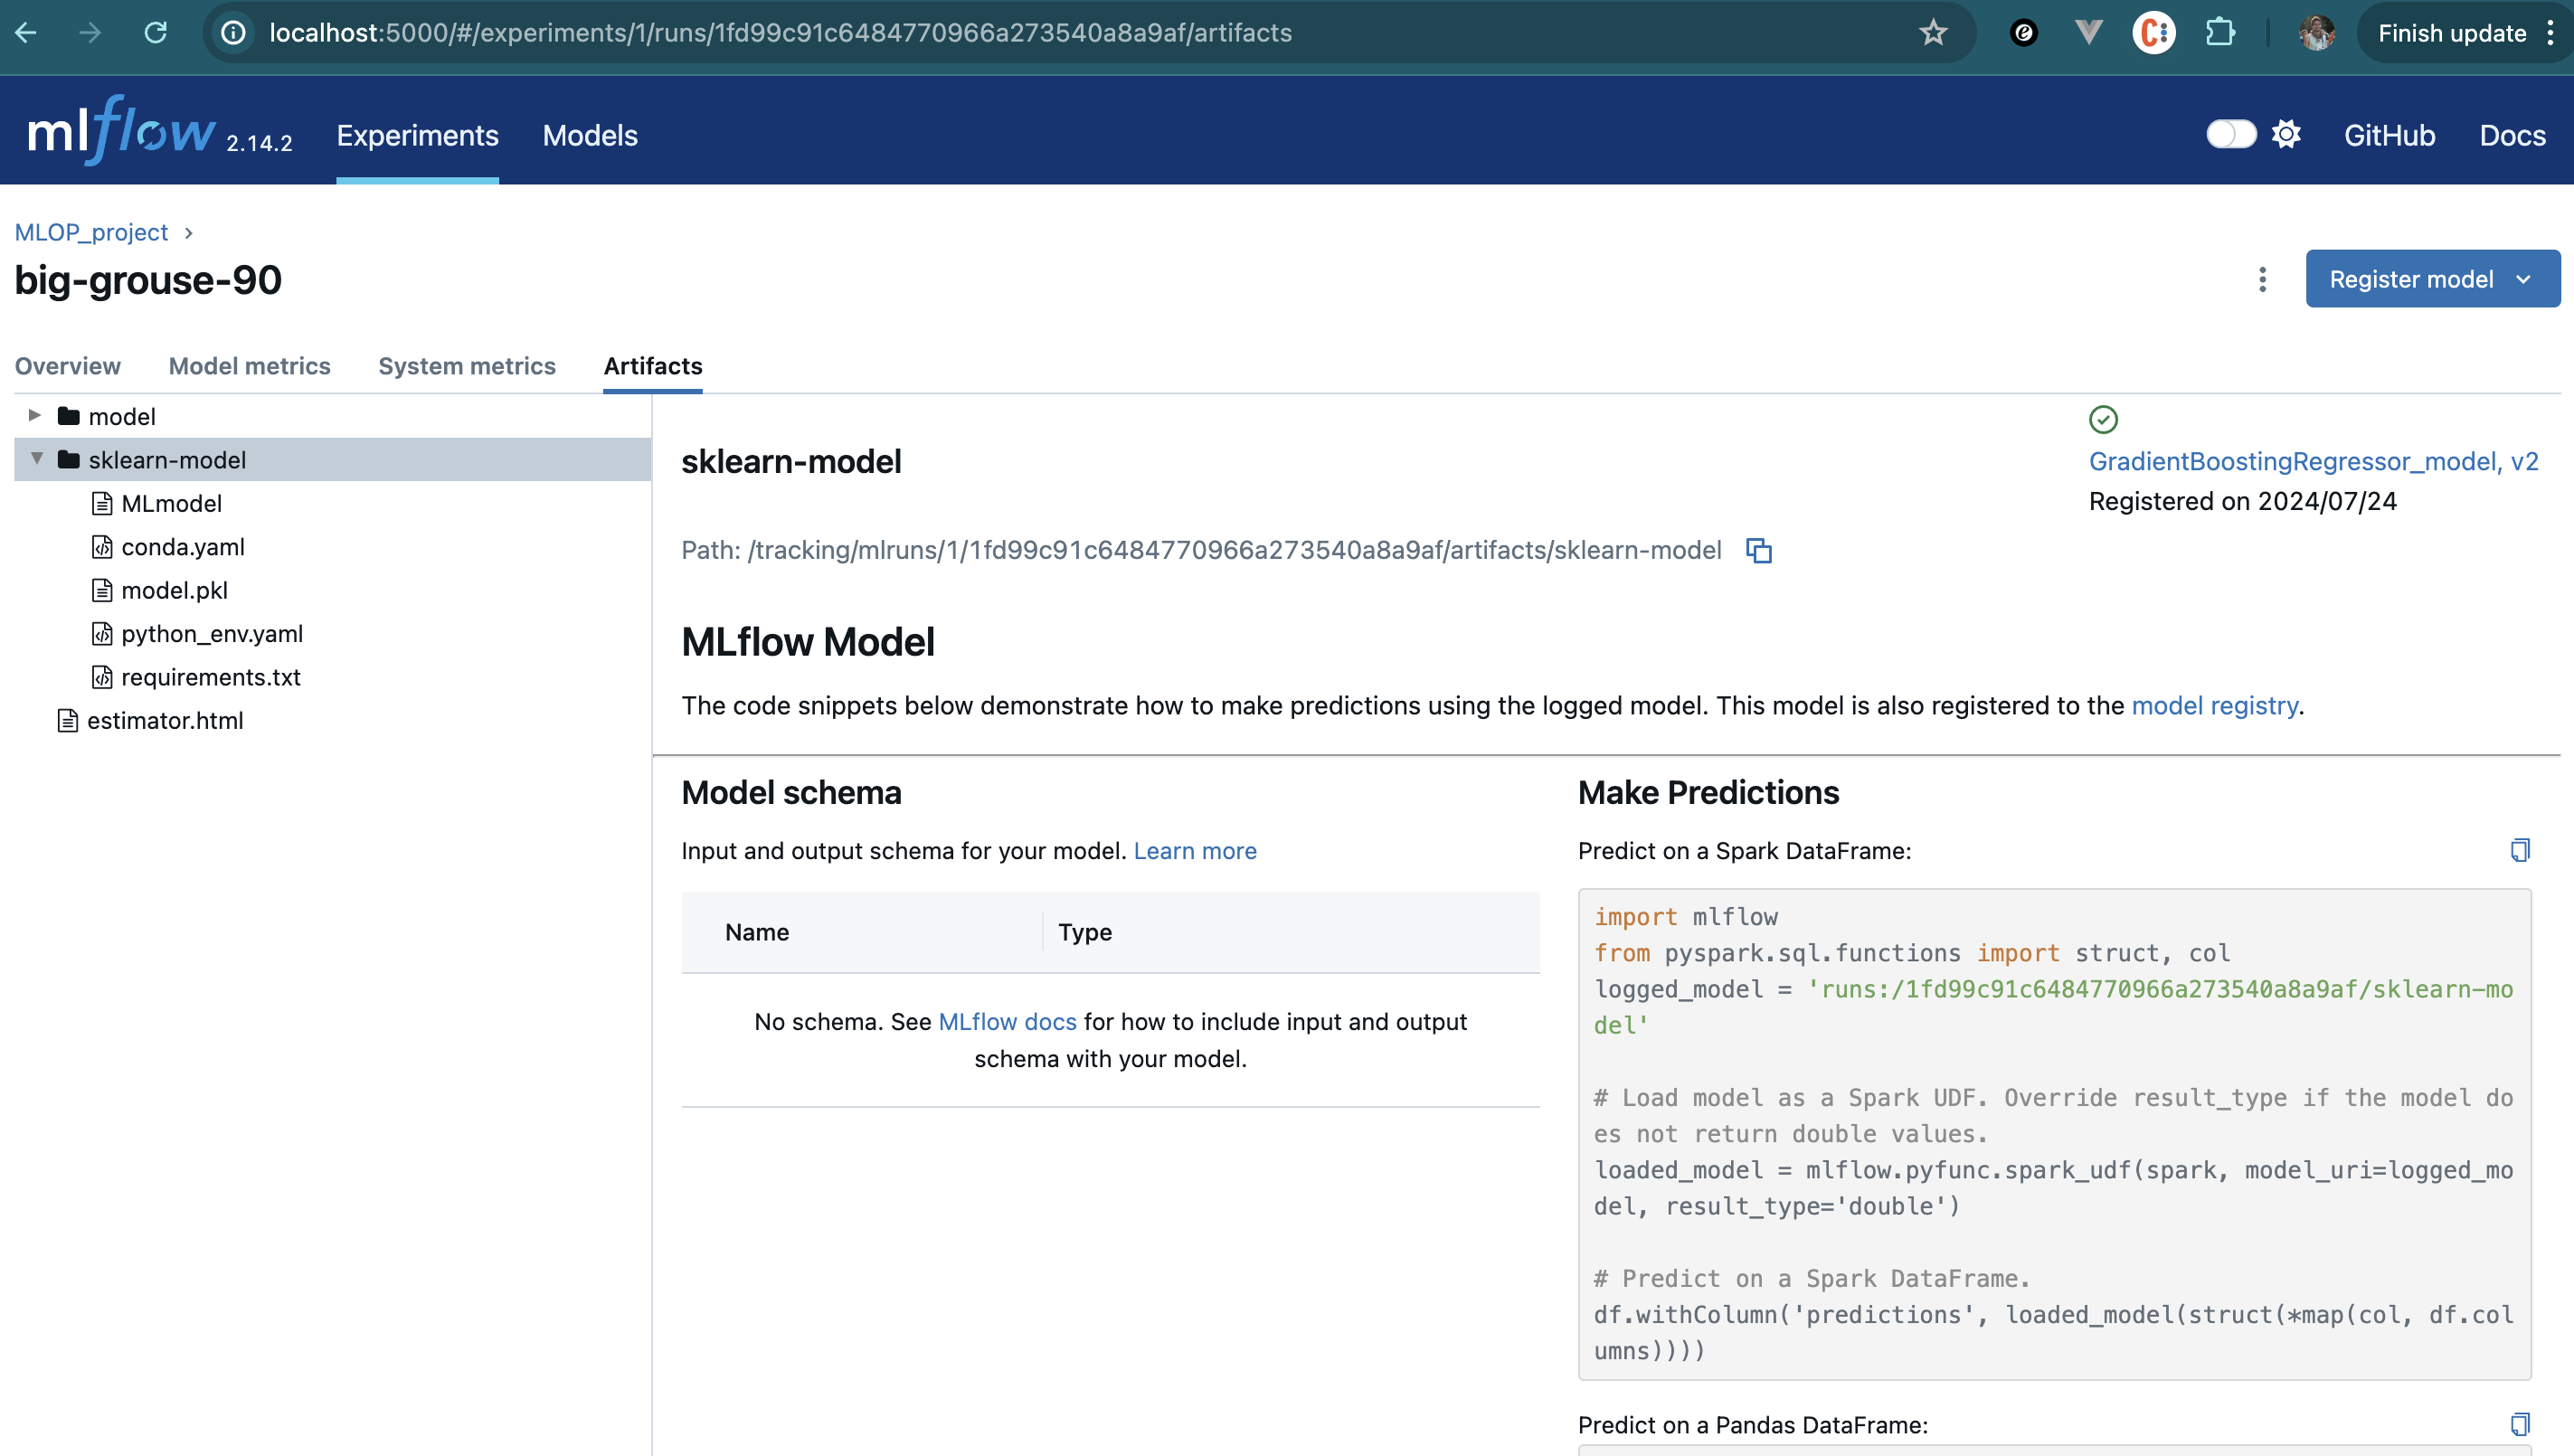 localhost:5000/#/experiments/1/runs/1fd99c91c6484770966a273540a8a9af/artifacts
Finish update
mlflow 2.14.2
Experiments
Models
GitHub
Docs
MLOP_project
big-grouse-90
Register model
Overview
Model metrics
System metrics
Artifacts
model
sklearn-model
MLmodel
conda.yaml
model.pkl
python_env.yaml
requirements.txt
estimator.html
sklearn-model
GradientBoostingRegressor_model, v2
Registered on 2024/07/24
Path: /tracking/mlruns/1/1fd99c91c6484770966a273540a8a9af/artifacts/sklearn-model
MLflow Model
The code snippets below demonstrate how to make predictions using the logged model. This model is also registered to the model registry.
Model schema
Input and output schema for your model. Learn more
Name
Type
No schema. See MLflow docs for how to include input and output
schema with your model.
Make Predictions
Predict on a Spark DataFrame:
import mlflow
from pyspark.sql.functions import struct, col
logged_model = 'runs:/1fd99c91c6484770966a273540a8a9af/sklearn-mo
del'
# Load model as a Spark UDF. Override result_type if the model do
es not return double values.
loaded_model = mlflow.pyfunc.spark_udf(spark, model_uri=logged_mo
del, result_type='double')
# Predict on a Spark DataFrame.
df.withColumn('predictions', loaded_model(struct(*map(col, df.col
umns))))
Predict on a Pandas DataFrame: